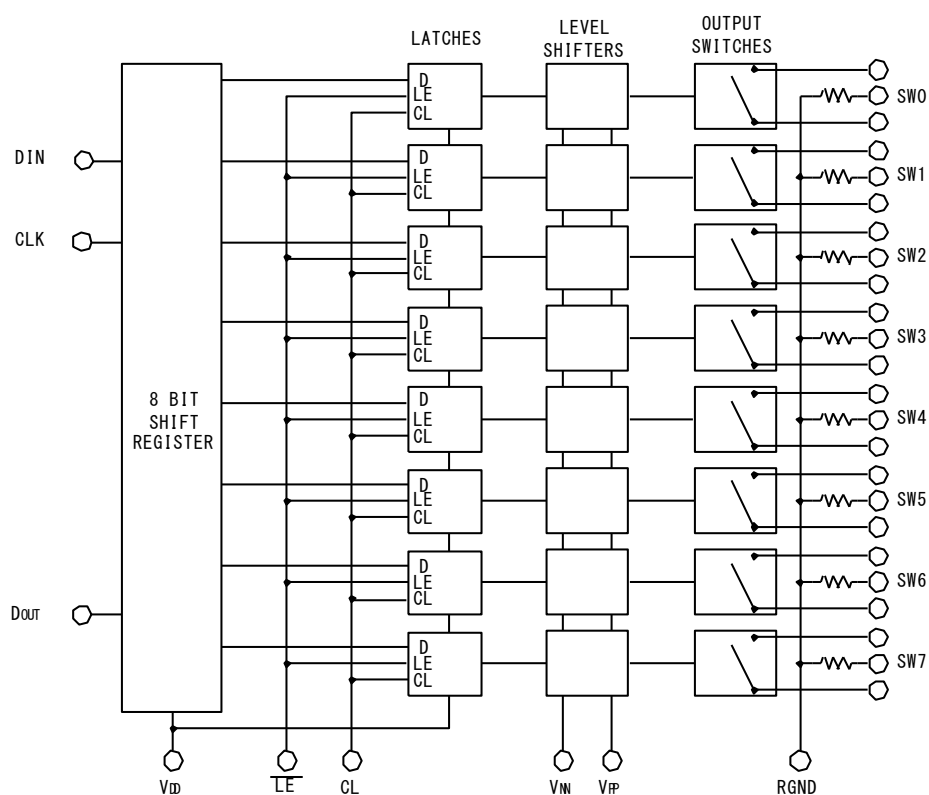 LATCHES
LEVEL
SHIFTERS
OUTPUT
SWITCHES
D
LE
CL
SW0
DIN
D
LE
CL
SW1
CLK
D
LE
CL
SW2
D
LE
CL
SW3
8 BIT
SHIFT
REGISTER
D
LE
CL
SW4
D
LE
CL
SW5
DOUT
D
LE
CL
SW6
D
LE
CL
SW7
VDD
LE
CL
VNN
VPP
RGND